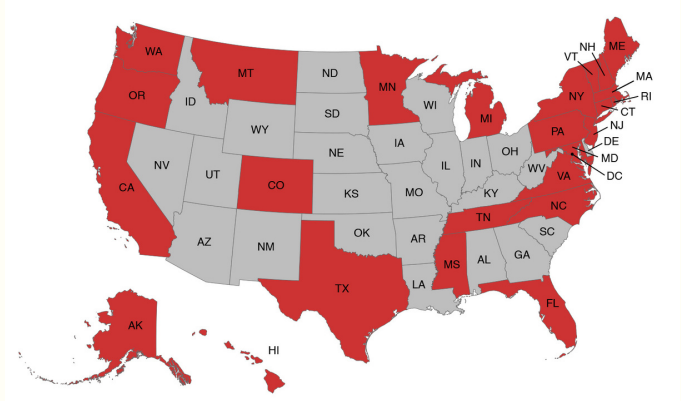 ME
NH
VT
WA
MT
ND
MN
MA
OR
NY
RI
ID
SD
WI
MI
CT
WY
NJ
PA
IA
NE
DE
OH
MD
NV
IL
IN
UT
WV
DC
CA
CO
VA
KS
MO
KY
NC
TN
OK
AZ
NM
AR
SC
MS
AL
GA
LA
TX
FL
AK
HI